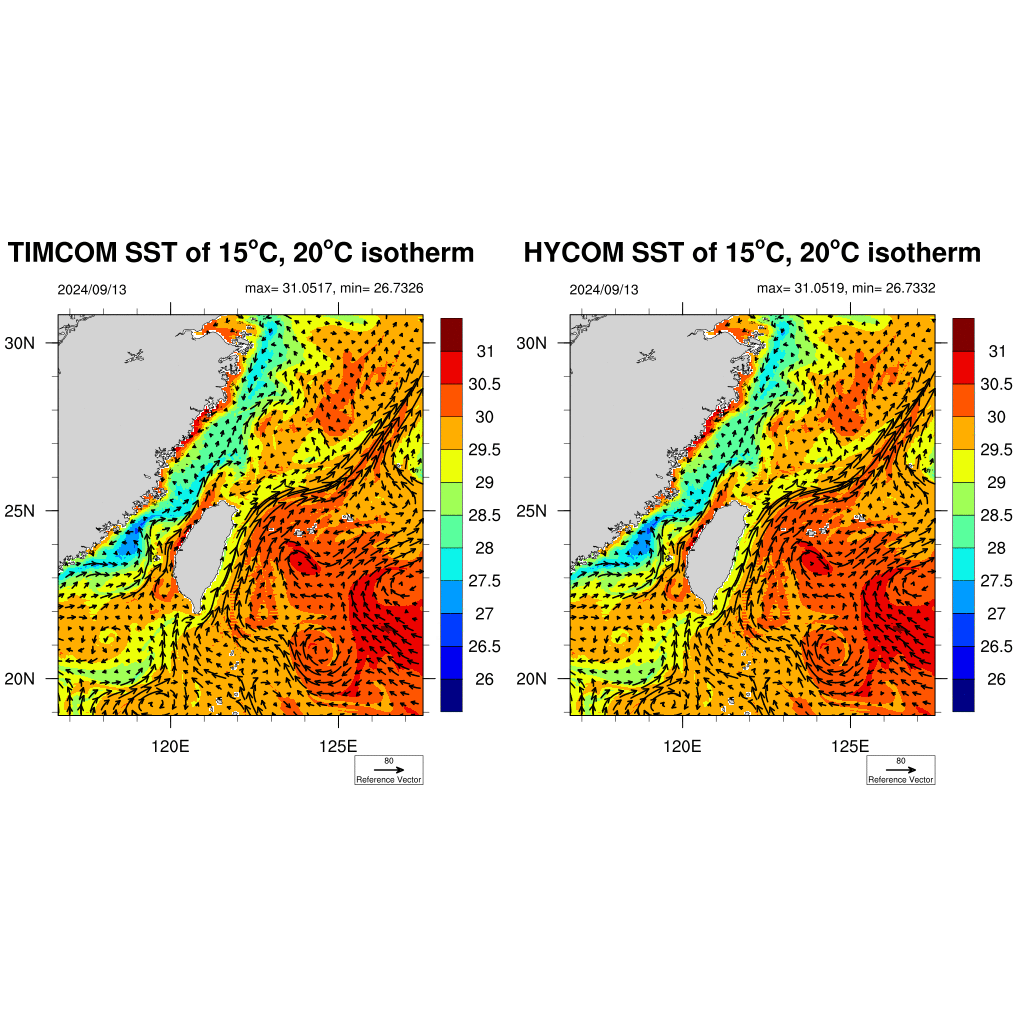 TIMCOM SST of 15°C, 20°C isotherm
2024/09/13
max= 31.0517, min= 26.7326
30N
25N
20N
120E
125E
31
30.5
30
29.5
29
28.5
28
27.5
27
26.5
26
80
Reference Vector
HYCOM SST of 15°C, 20°C isotherm
2024/09/13
max= 31.0519, min= 26.7332
30N
25N
20N
120E
125E
31
30.5
30
29.5
29
28.5
28
27.5
27
26.5
26
80
Reference Vector